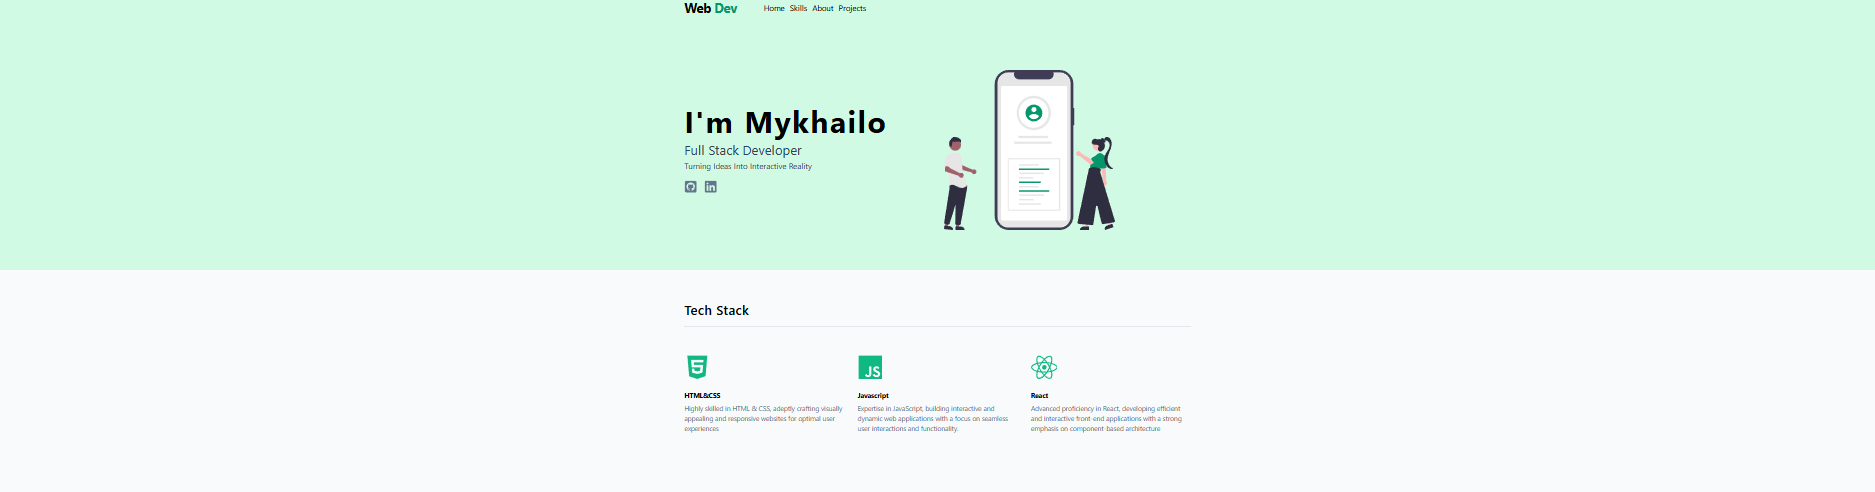 Web Dev
Home Skills About Projects
I'm Mykhailo
Full Stack Developer
Turning Ideas Into Interactive Reality
in
Tech Stack
5
JS
HTML&CSS
Highly skilled in HTML & CSS, adeptly crafting visually
appealing and responsive websites for optimal user
experiences
Javascript
Expertise in JavaScript, building interactive and
dynamic web applications with a focus on seamless
user interactions and functionality.
React
Advanced proficiency in React, developing efficient
and interactive front-end applications with a strong
emphasis on component-based architecture